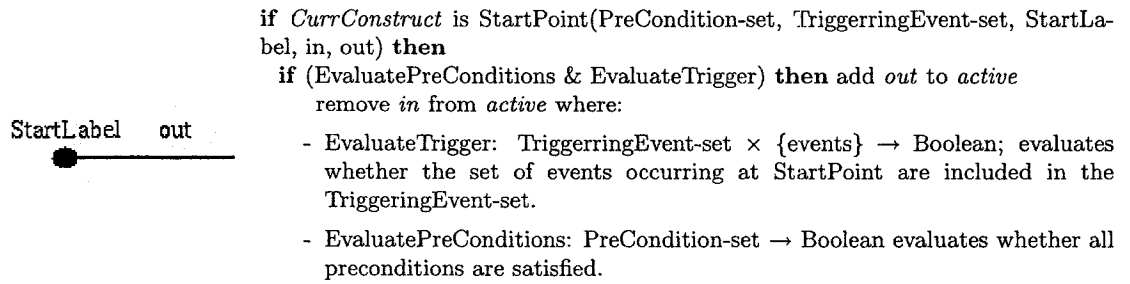 if CurrConstruct is StartPoint(PreCondition-set, TriggerringEvent-set, StartLa-
bel, in, out) then
if (EvaluatePreConditions & EvaluateTrigger) then add out to active
remove in from active where:
StartLabel out
- EvaluateTrigger: TriggerringEvent-set × {events} → Boolean; evaluates
whether the set of events occurring at StartPoint are included in the
TriggeringEvent-set.
- EvaluatePreConditions: PreCondition-set → Boolean evaluates whether all
preconditions are satisfied.